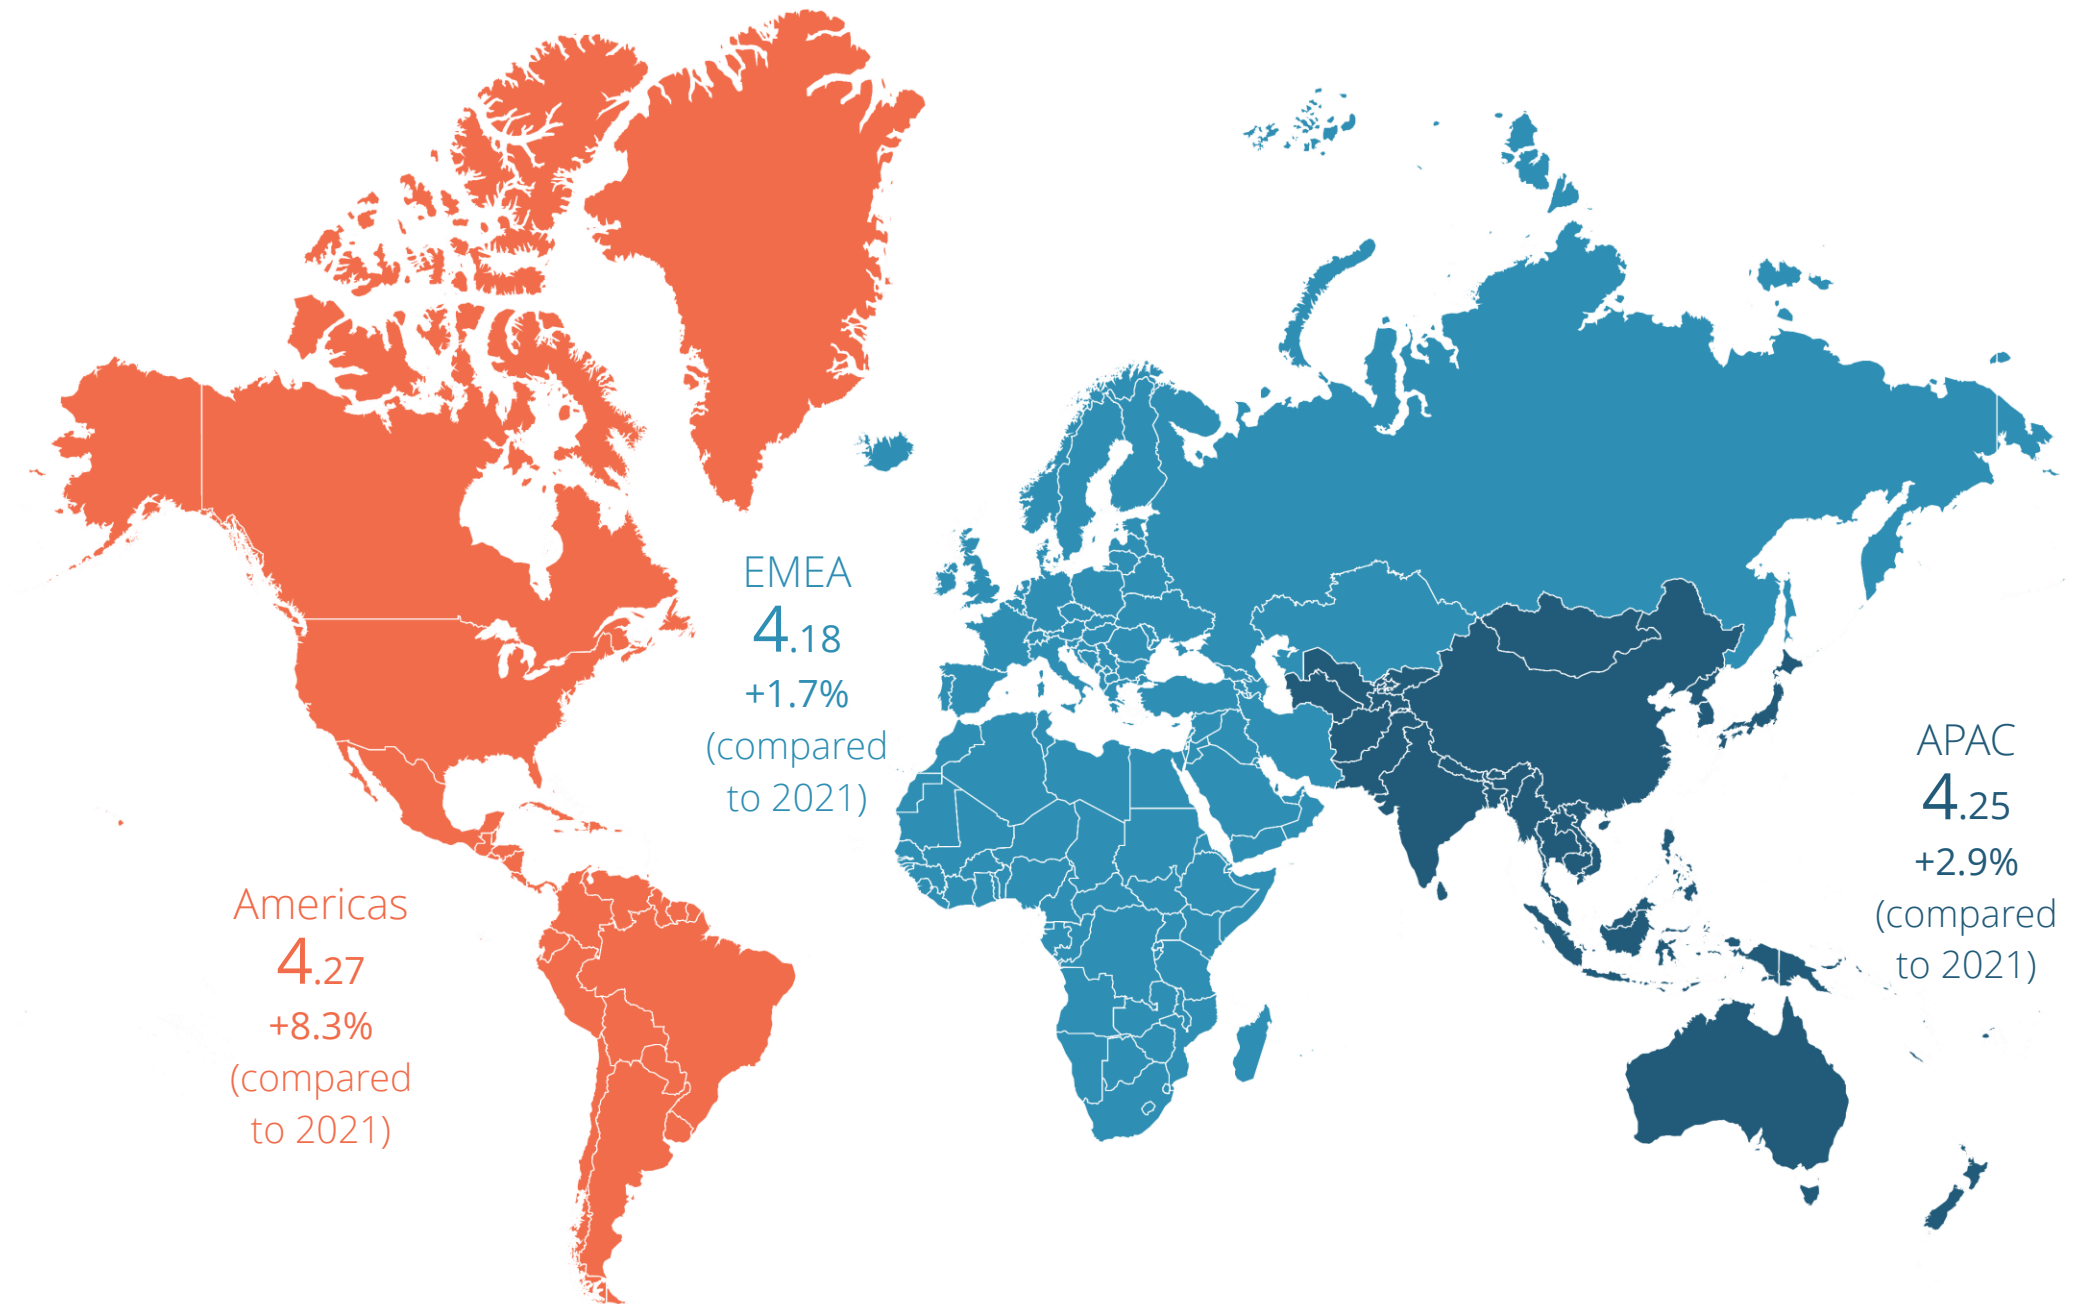 EMEA
4.18
+1.7%
(compared
to 2021)
APAC
4.25
+2.9%
(compared
to 2021)
Americas
4.27
+8.3%
(compared
to 2021)